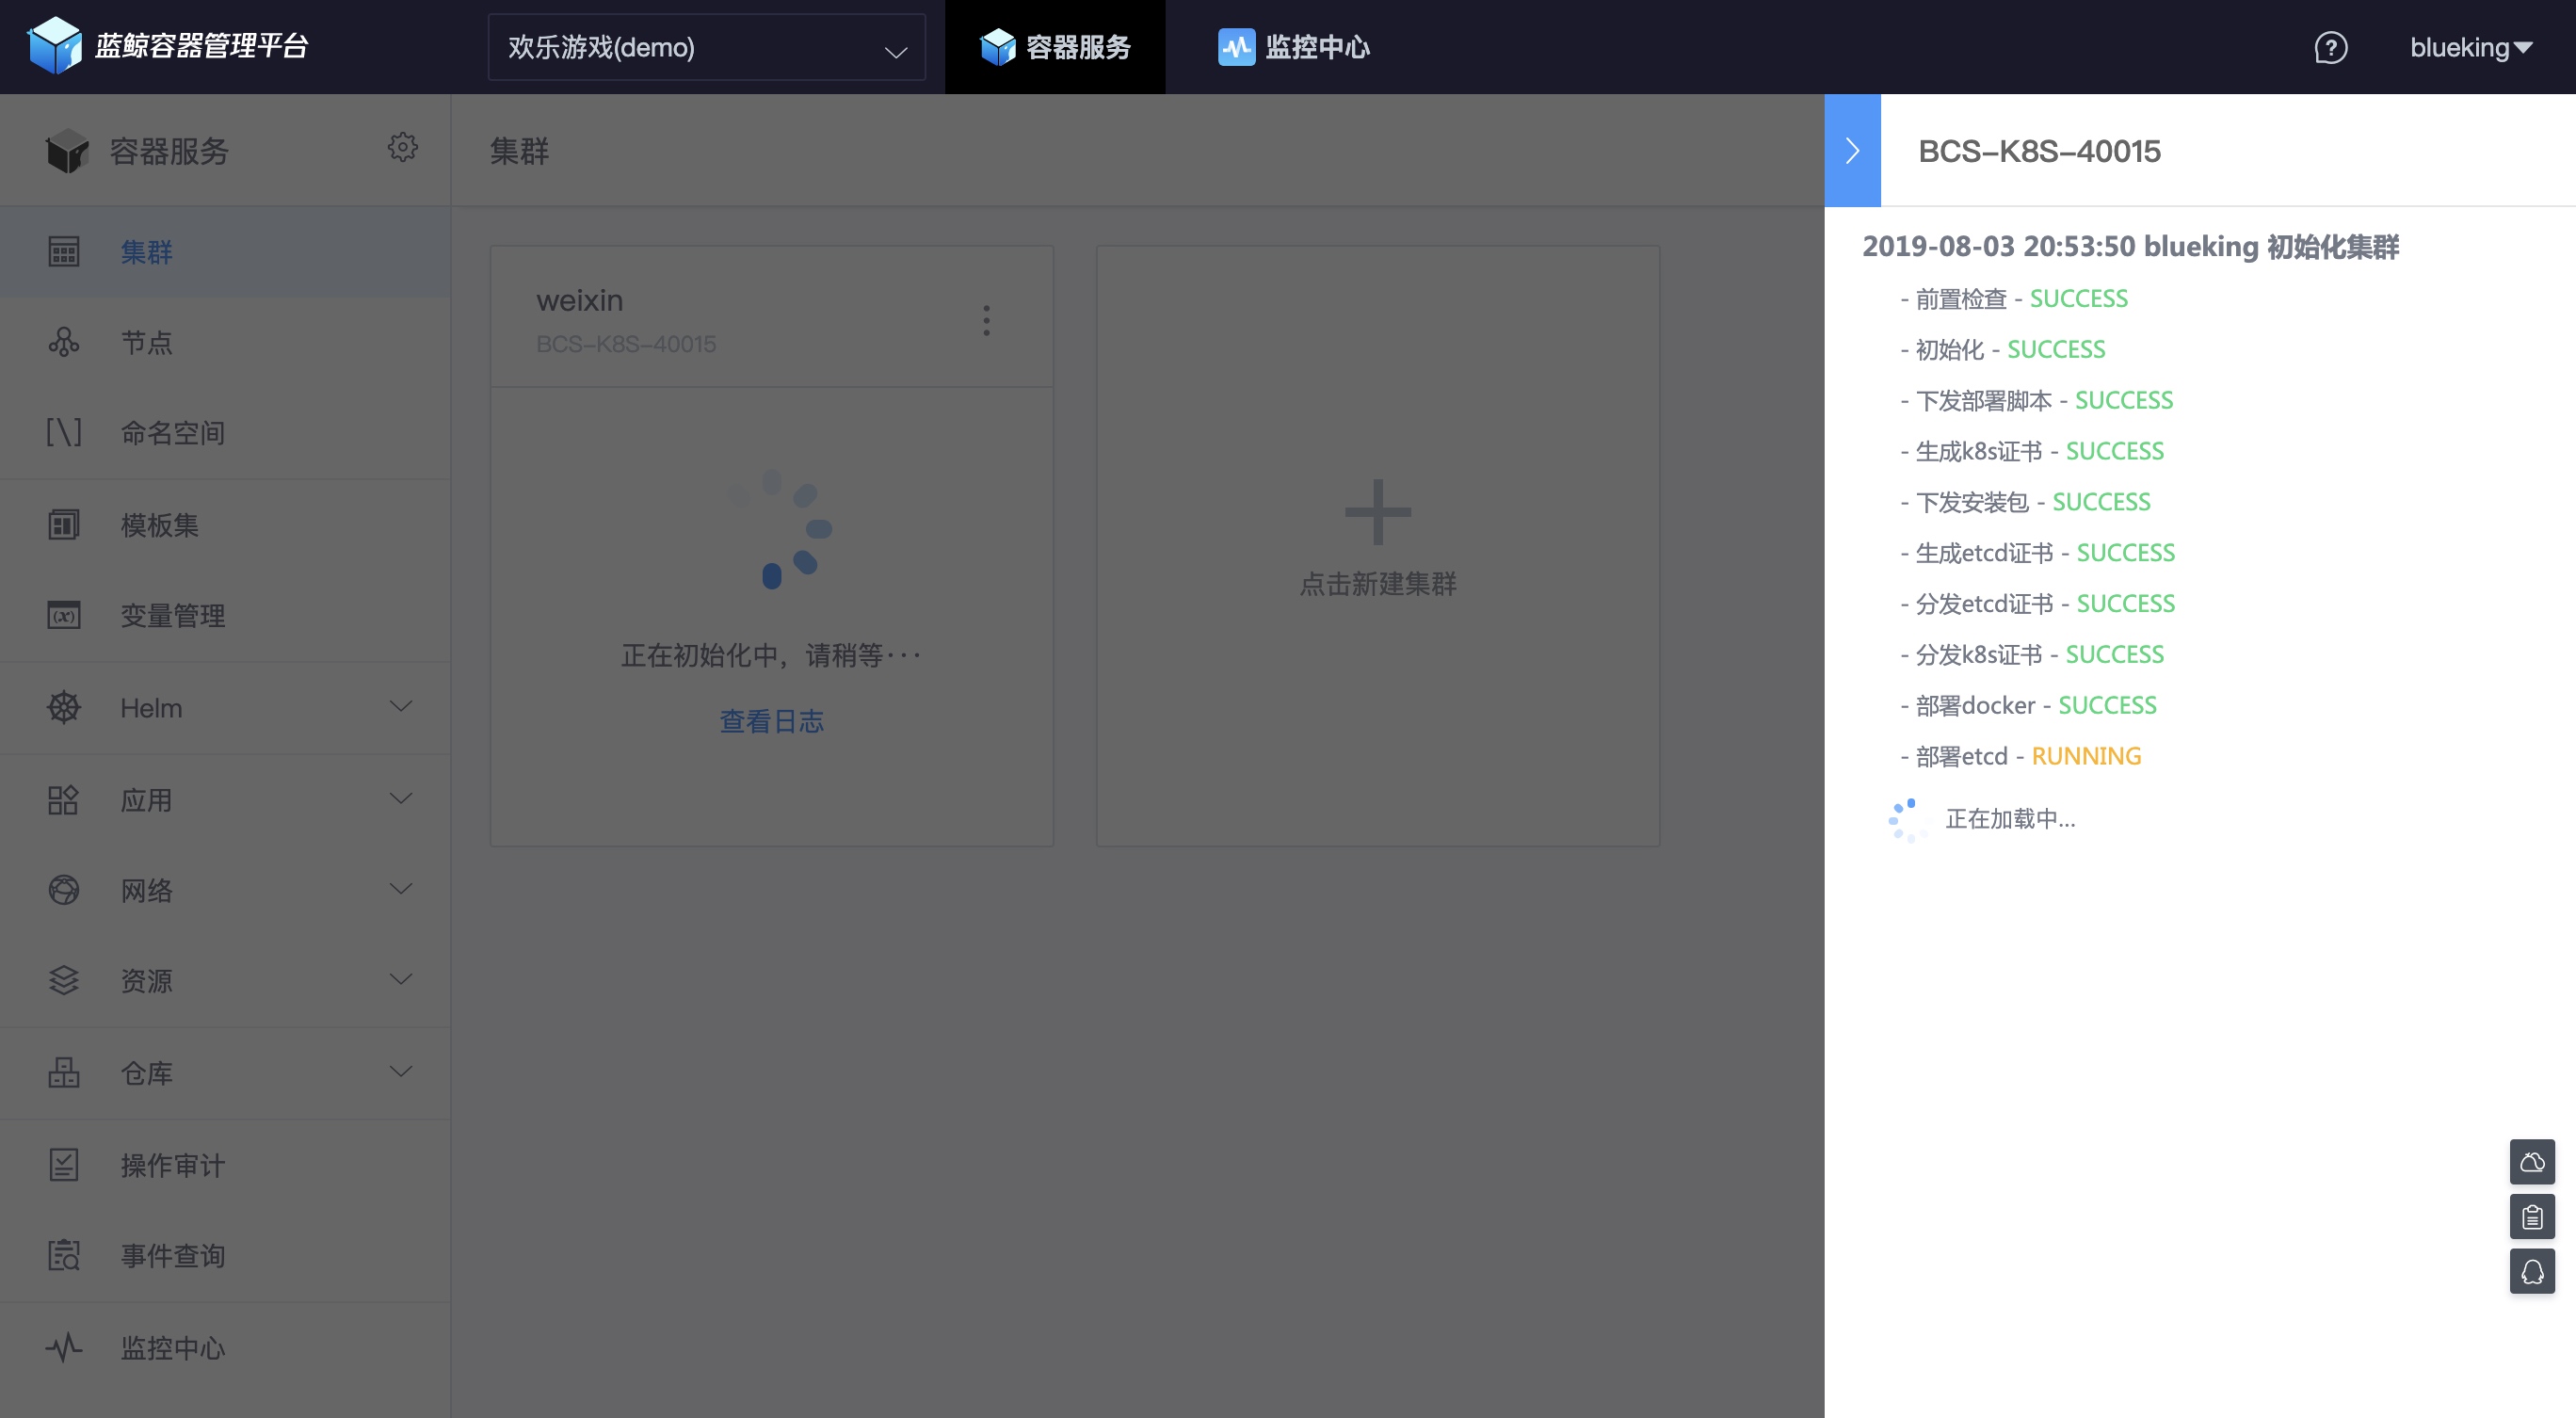 蓝鲸容器管理平台
欢乐游戏(demo)
容器服务
监控中心
blueking
容器服务
集群
节点
命名空间
模板集
变量管理
Helm
应用
网络
资源
仓库
操作审计
事件查询
监控中心
集群
weixin
BCS-K8S-40015
正在初始化中，请稍等···
查看日志
点击新建集群
BCS-K8S-40015
2019-08-03 20:53:50 blueking 初始化集群
- 前置检查 - SUCCESS
- 初始化 - SUCCESS
- 下发部署脚本 - SUCCESS
- 生成k8s证书 - SUCCESS
- 下发安装包 - SUCCESS
- 生成etcd证书 - SUCCESS
- 分发etcd证书 - SUCCESS
- 分发k8s证书 - SUCCESS
- 部署docker - SUCCESS
- 部署etcd - RUNNING
正在加载中...